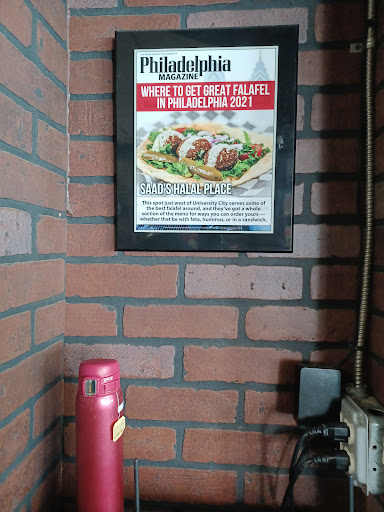 Philadelphia
MAGAZINE
WHERE TO GET GREAT FALAFEL
IN PHILADELPHIA 2021
SAAD'S HALAL PLACE
This spot just west of University City serves some of
the best falafel around, and they've got a whole
section of the menu for ways you can order yours —
whether that be with feta, hummus, or in a sandwich.